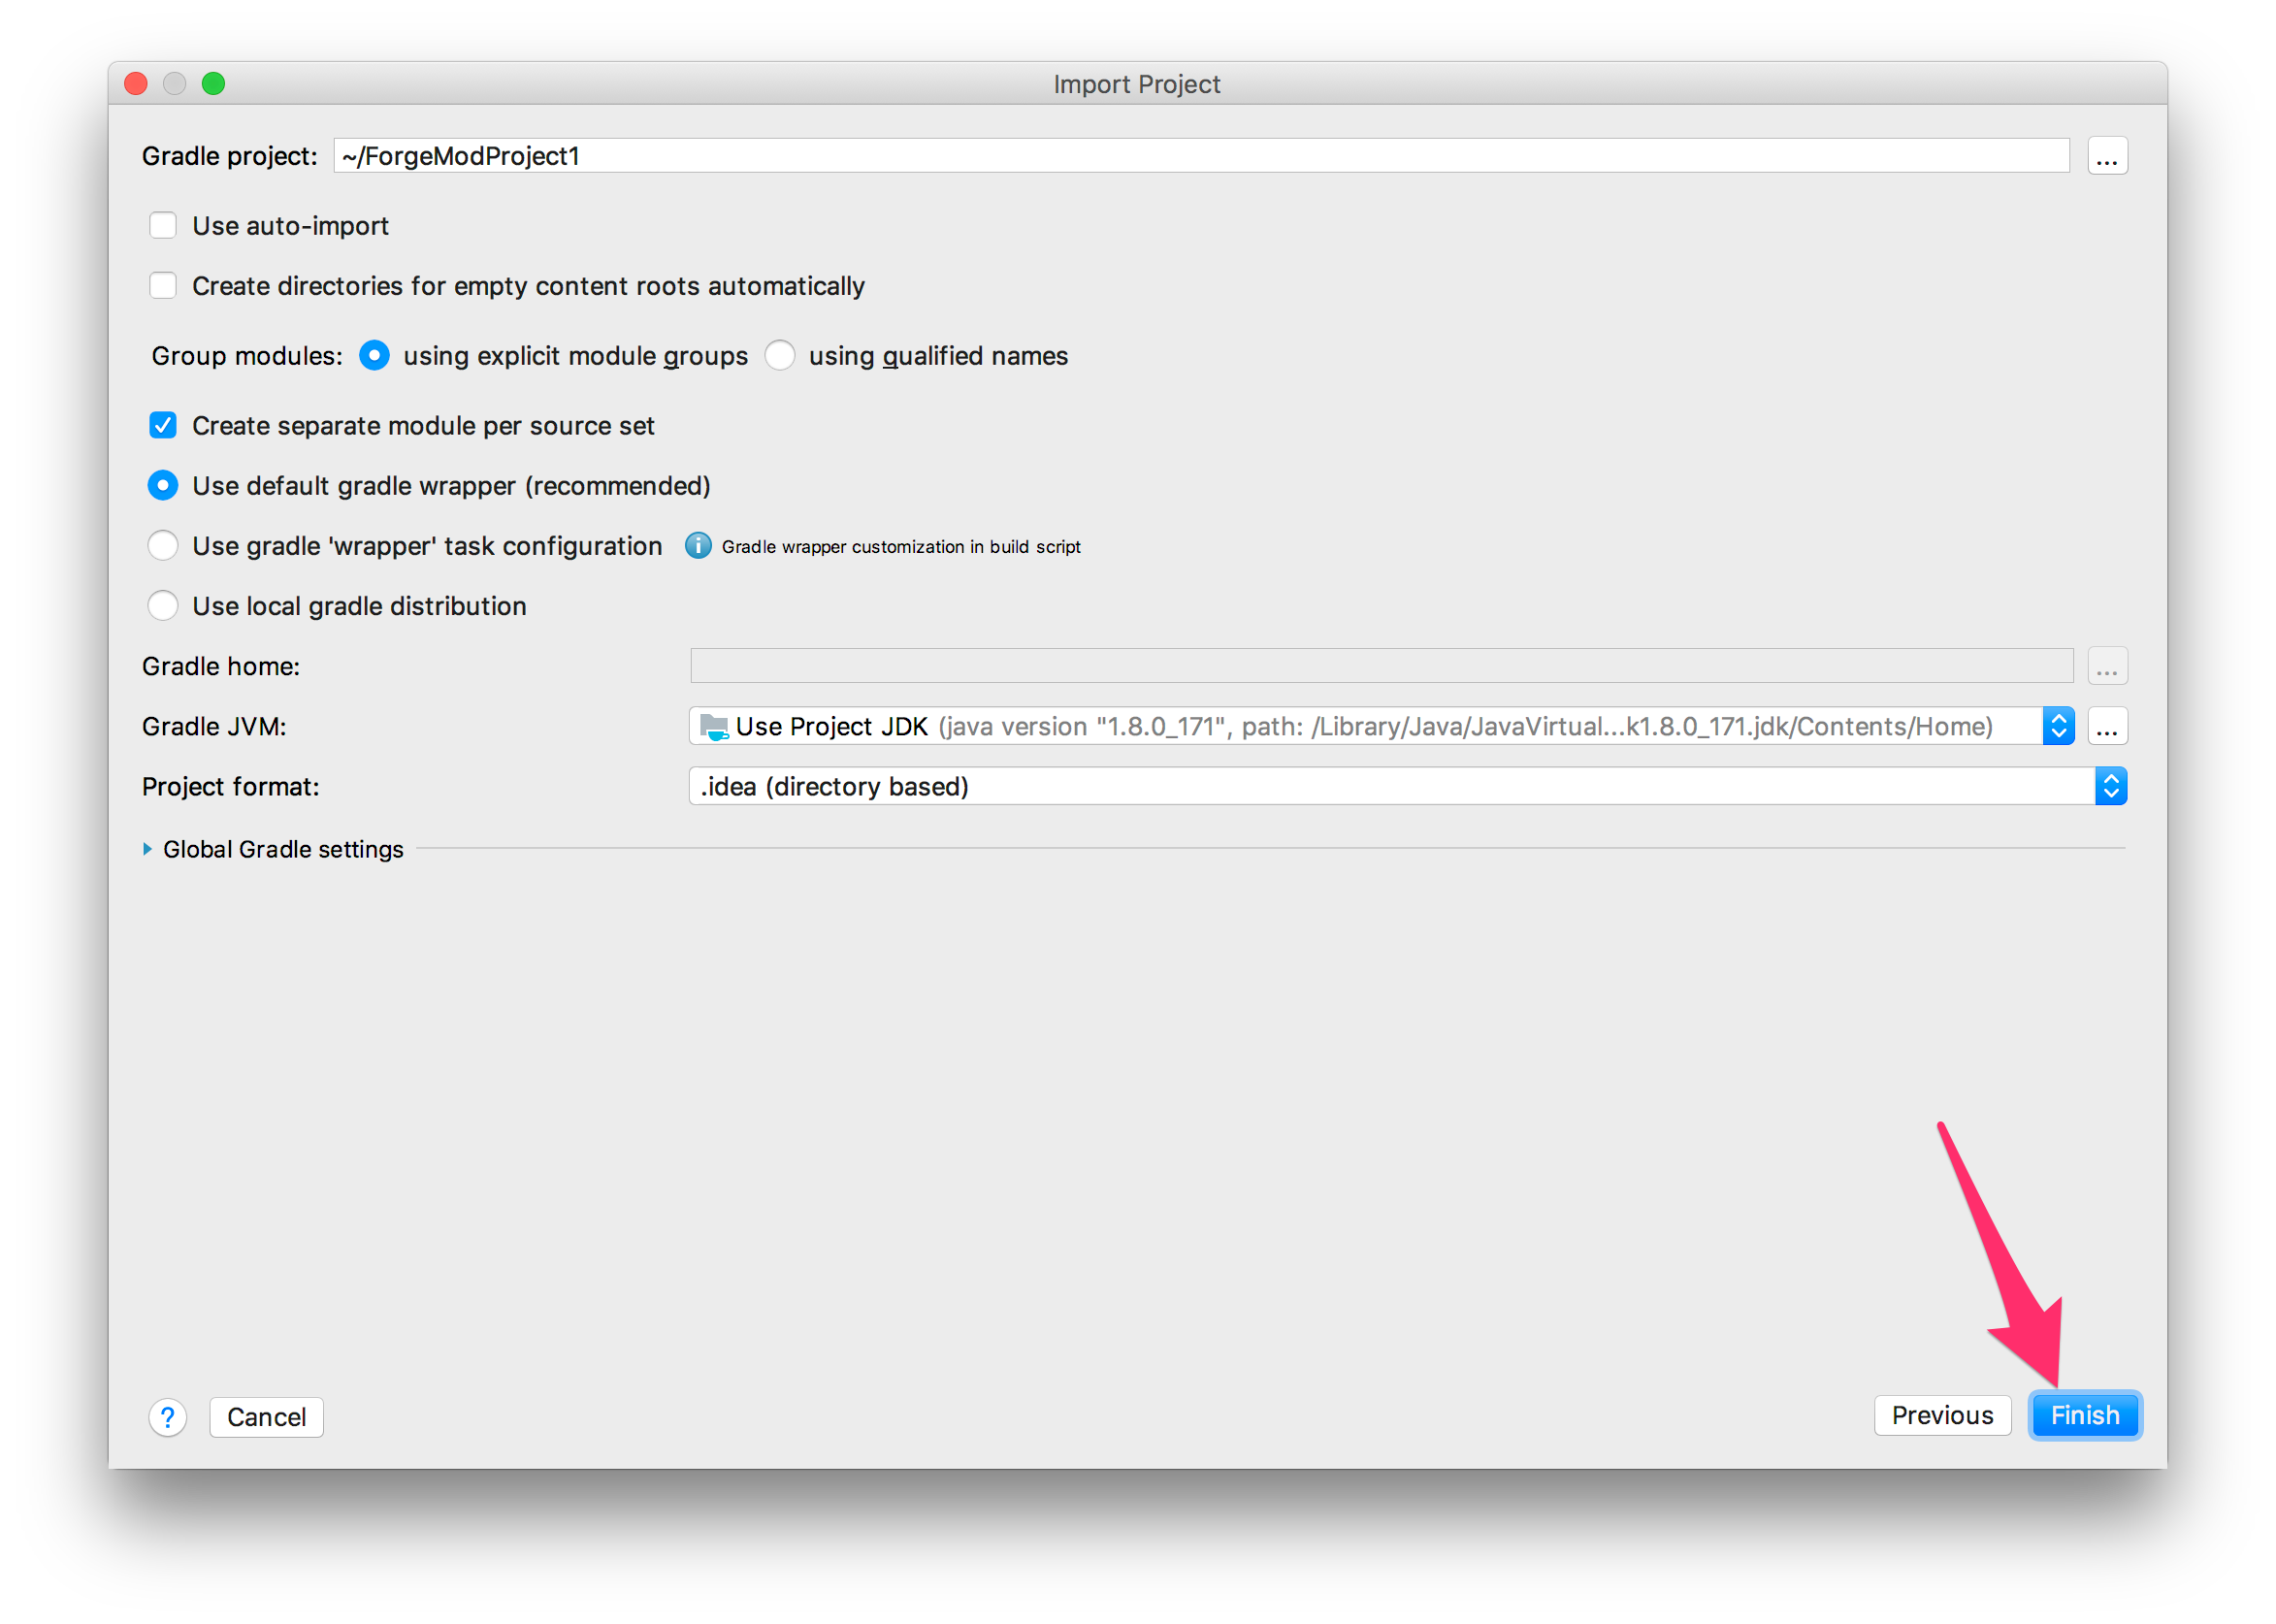 Import Project
Gradle project: ~/ForgeModProject1 ...
Use auto-import
Create directories for empty content roots automatically
Group modules: using explicit module groups using qualified names
Create separate module per source set
Use default gradle wrapper (recommended)
Use gradle 'wrapper' task configuration i Gradle wrapper customization in build script
Use local gradle distribution
Gradle home: ...
Gradle JVM: Use Project JDK (java version "1.8.0_171", path: /Library/Java/JavaVirtual...k1.8.0_171.jdk/Contents/Home) ...
Project format: .idea (directory based)
Global Gradle settings
? Cancel Previous Finish